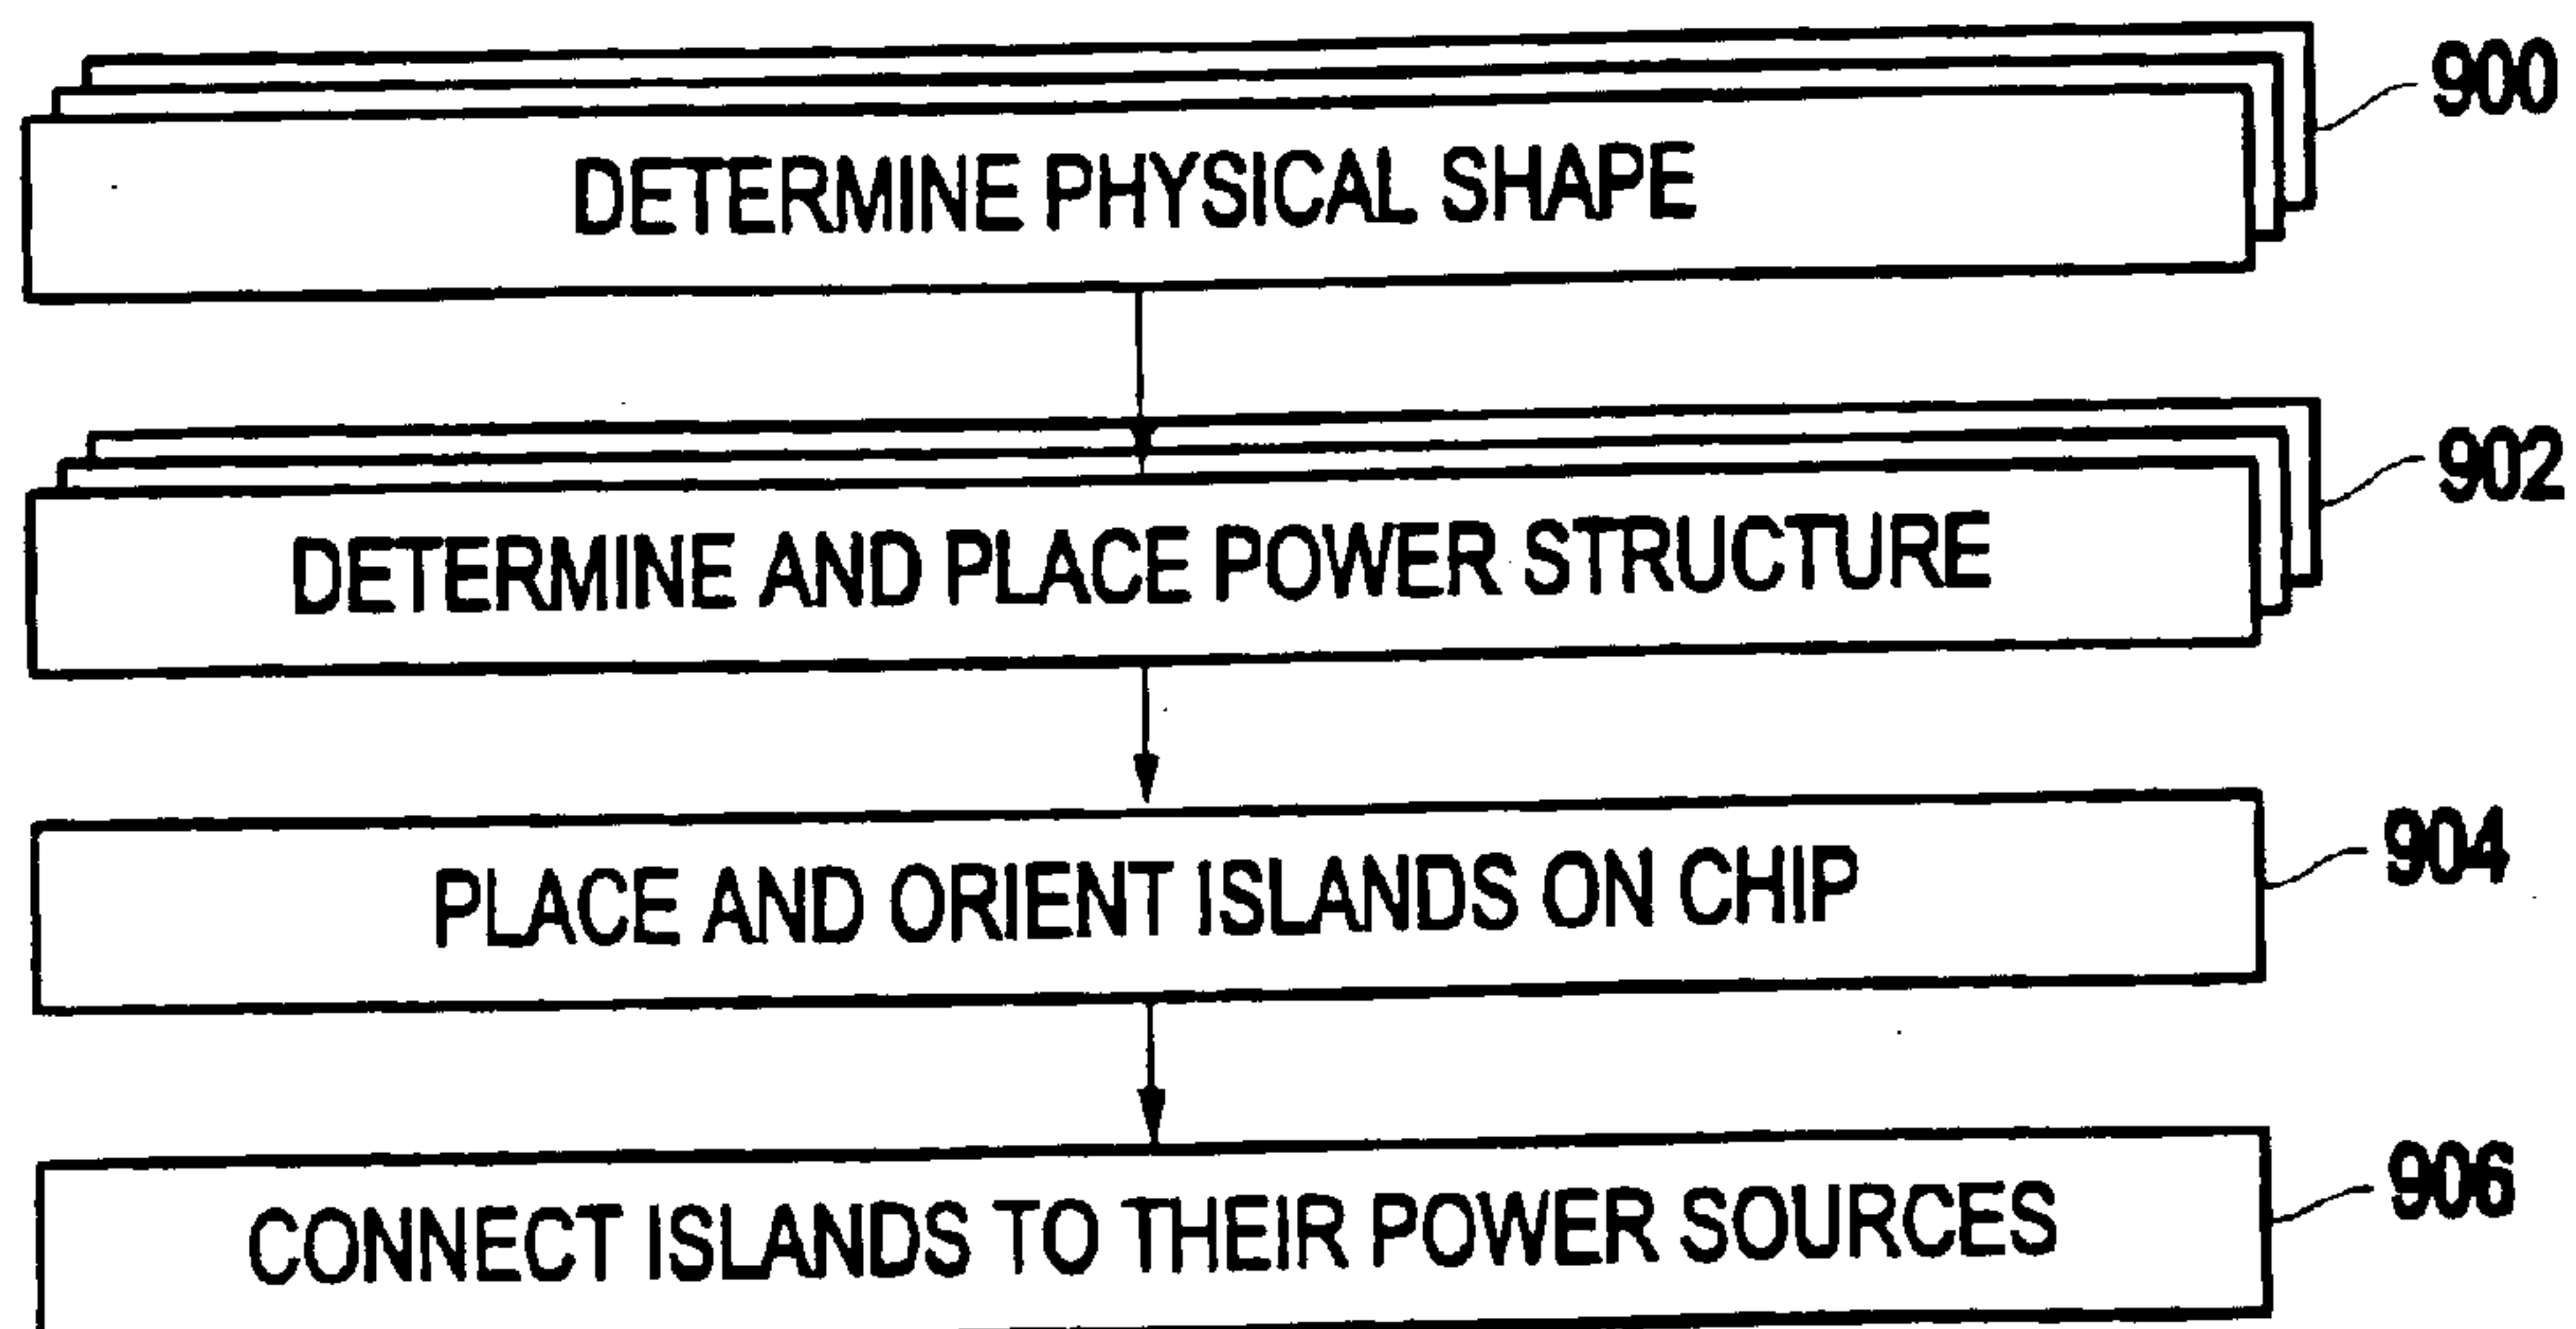 900
DETERMINE PHYSICAL SHAPE
902
DETERMINE AND PLACE POWER STRUCTURE
904
PLACE AND ORIENT ISLANDS ON CHIP
906
CONNECT ISLANDS TO THEIR POWER SOURCES